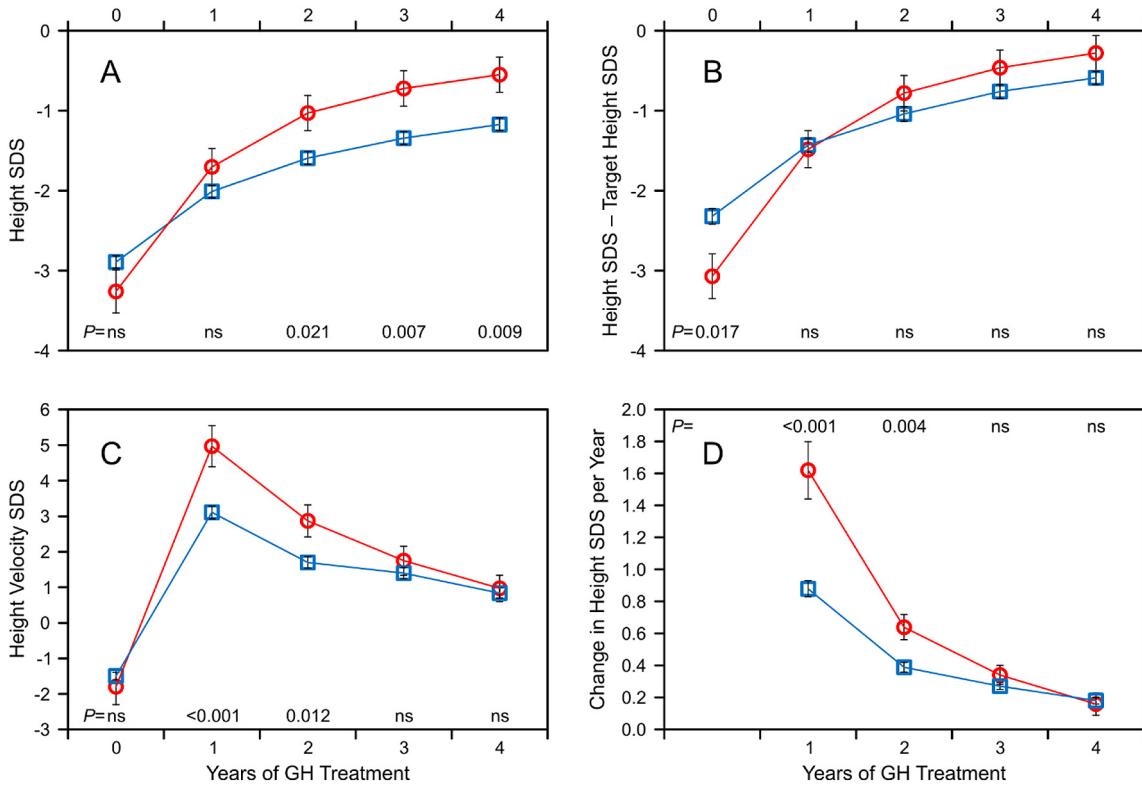 0 1 2 3 4
0
-1
-2
-3
-4
Height SDS
A
P= ns ns 0.021 0.007 0.009
0 1 2 3 4
0
-1
-2
-3
-4
Height SDS – Target Height SDS
B
P= 0.017 ns ns ns ns
6
5
4
3
2
1
0
-1
-2
-3
Height Velocity SDS
C
P= ns <0.001 0.012 ns ns
0 1 2 3 4
Years of GH Treatment
2.0
1.8
1.6
1.4
1.2
1.0
0.8
0.6
0.4
0.2
0.0
Change in Height SDS per Year
P= <0.001 0.004 ns ns
D
1 2 3 4
Years of GH Treatment